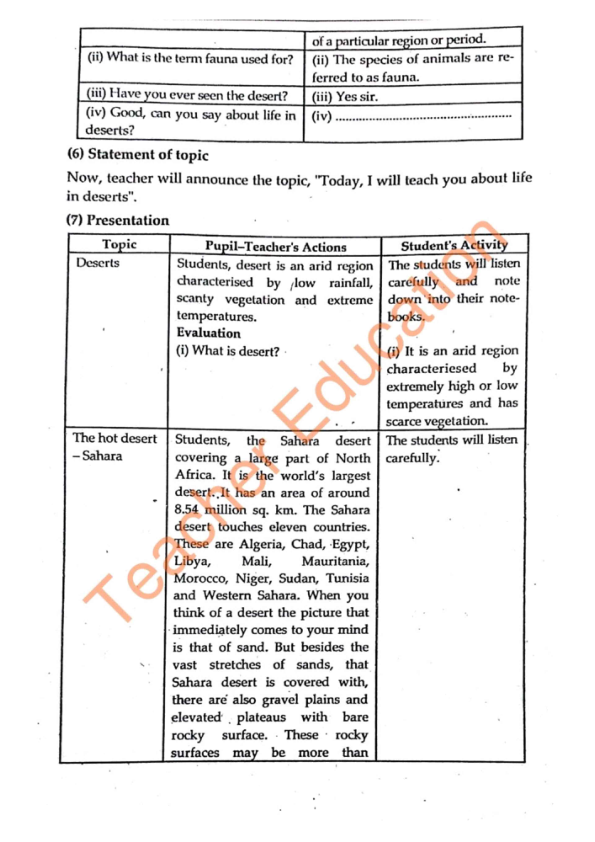 of a particular region or period.
(ii) What is the term fauna used for?
(ii) The species of animals are re-
ferred to as fauna.
(iii) Have you ever seen the desert?
(iii) Yes sir.
(iv) Good, can you say about life in
deserts?
(iv) ......................................................
(6) Statement of topic
Now, teacher will announce the topic, "Today, I will teach you about life
in deserts".
(7) Presentation
Topic
Pupil-Teacher's Actions
Student's Activity
Deserts
Students, desert is an arid region
characterised by low rainfall,
scanty vegetation and extreme
temperatures.
Evaluation
(i) What is desert?
The students will listen
carefully and note
down into their note-
books.
(i) It is an arid region
characteriesed by
extremely high or low
temperatures and has
scarce vegetation.
The hot desert
– Sahara
Students, the Sahara desert
covering a large part of North
Africa. It is the world's largest
desert. It has an area of around
8.54 million sq. km. The Sahara
desert touches eleven countries.
These are Algeria, Chad, Egypt,
Libya, Mali, Mauritania,
Morocco, Niger, Sudan, Tunisia
and Western Sahara. When you
think of a desert the picture that
immediately comes to your mind
is that of sand. But besides the
vast stretches of sands, that
Sahara desert is covered with,
there are also gravel plains and
elevated plateaus with bare
rocky surface. These rocky
surfaces may be more than
The students will listen
carefully.
Teacher Education